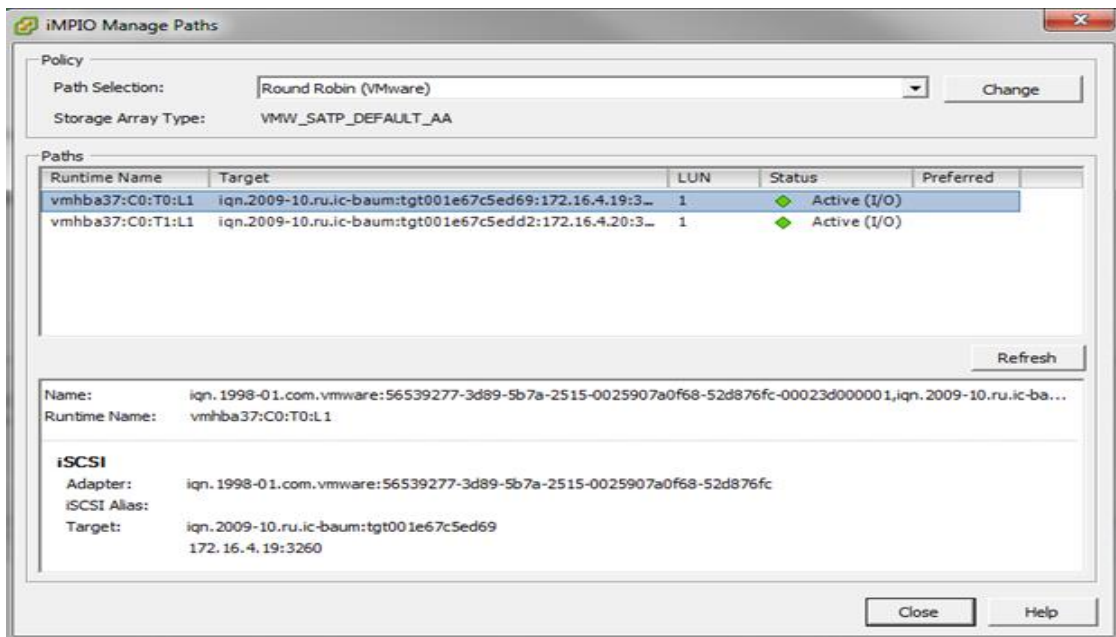 iMPIO Manage Paths
Policy
Path Selection: Round Robin (VMware) Change
Storage Array Type: VMW_SATP_DEFAULT_AA
Paths
Runtime Name Target LUN Status Preferred
vmhba37:C0:T0:L1 iqn.2009-10.ru.ic-baum:tgt001e67c5ed69:172.16.4.19:3... 1 Active (I/O)
vmhba37:C0:T1:L1 iqn.2009-10.ru.ic-baum:tgt001e67c5edd2:172.16.4.20:3... 1 Active (I/O)
Refresh
Name: iqn.1998-01.com.vmware:56539277-3d89-5b7a-2515-0025907a0f68-52d876fc-00023d000001,iqn.2009-10.ru.ic-ba...
Runtime Name: vmhba37:C0:T0:L1
iSCSI
Adapter: iqn.1998-01.com.vmware:56539277-3d89-5b7a-2515-0025907a0f68-52d876fc
iSCSI Alias:
Target: iqn.2009-10.ru.ic-baum:tgt001e67c5ed69
172.16.4.19:3260
Close Help